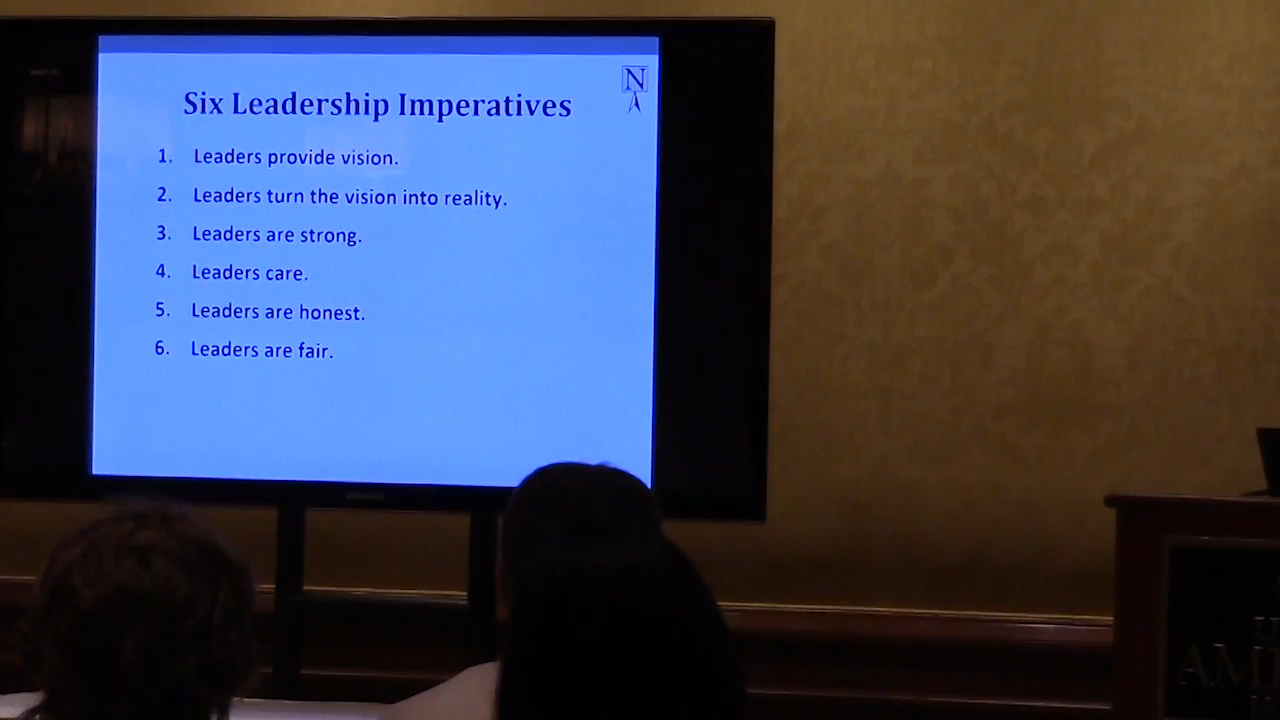 N
Six Leadership Imperatives
1. Leaders provide vision.
2. Leaders turn the vision into reality.
3. Leaders are strong.
4. Leaders care.
5. Leaders are honest.
6. Leaders are fair.